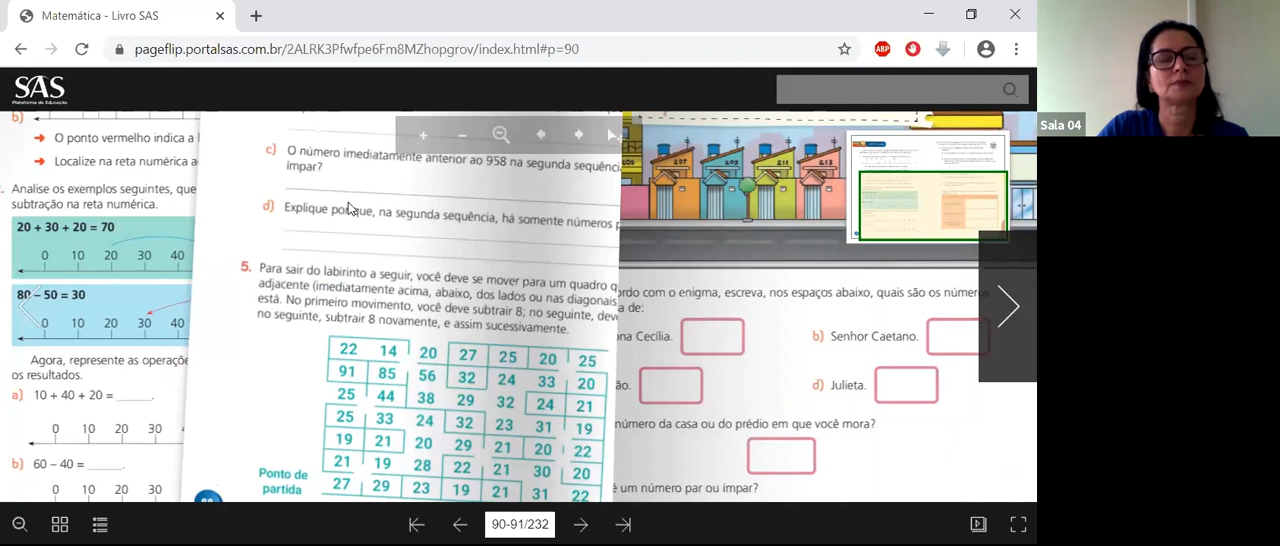 Matemática - Livro SAS
pageflip.portalsas.com.br/2ALRK3Pfwfpe6Fm8MZhopgrov/index.html#p=90
ABP
SAS
Plataforma de Educação
Sala 04
b)
O ponto vermelho indica a
Localize na reta numérica
Analise os exemplos seguintes, que
subtração na reta numérica.
20 + 30 + 20 = 70
0 10 20 30 40
80 – 50 = 30
0 10 20 30 40
Agora, represente as operaçõe
os resultados.
a) 10 + 40 + 20 = ______.
0 10 20 30
b) 60 – 40 = ______.
0 10 20 30
c) O número imediatamente anterior ao 958 na segunda sequênci
ímpar?
d) Explique por que, na segunda sequência, há somente números p
5. Para sair do labirinto a seguir, você deve se mover para um quadro q
adjacente (imediatamente acima, abaixo, dos lados ou nas diagonais
está. No primeiro movimento, você deve subtrair 8; no seguinte, dev
no seguinte, subtrair 8 novamente, e assim sucessivamente.
22 14 20 27 25 20 25
91 85 56 32 24 33 20
25 44 38 29 32 24 21
25 33 24 32 23 31 19
19 21 20 29 21 20 22
21 19 28 22 21 30 20
27 29 23 19 21 31 22
Ponto de
partida
207 209 211 213
ordo com o enigma, escreva, nos espaços abaixo, quais são os números
a de:
ona Cecília.
b) Senhor Caetano.
ão.
d) Julieta.
número da casa ou do prédio em que você mora?
é um número par ou ímpar?
90-91/232